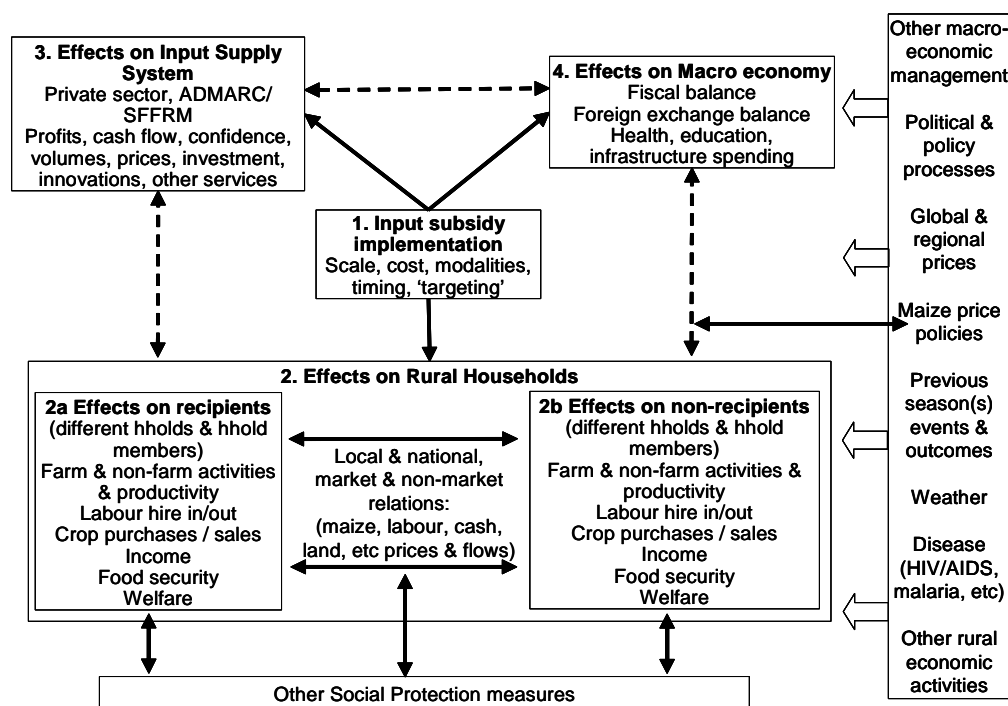 3. Effects on Input Supply
System
Private sector, ADMARC/
SFFRM
Profits, cash flow, confidence,
volumes, prices, investment,
innovations, other services
4. Effects on Macro economy
Fiscal balance
Foreign exchange balance
Health, education,
infrastructure spending
1. Input subsidy
implementation
Scale, cost, modalities,
timing, ‘targeting’
2. Effects on Rural Households
2a Effects on recipients
(different hholds & hhold
members)
Farm & non-farm activities
& productivity
Labour hire in/out
Crop purchases / sales
Income
Food security
Welfare
Local & national,
market & non-market
relations:
(maize, labour, cash,
land, etc prices & flows)
2b Effects on non-recipients
(different hholds & hhold
members)
Farm & non-farm activities &
productivity
Labour hire in/out
Crop purchases / sales
Income
Food security
Welfare
Other Social Protection measures
Other macro-
economic
management
Political &
policy
processes
Global &
regional
prices
Maize price
policies
Previous
season(s)
events &
outcomes
Weather
Disease
(HIV/AIDS,
malaria, etc)
Other rural
economic
activities